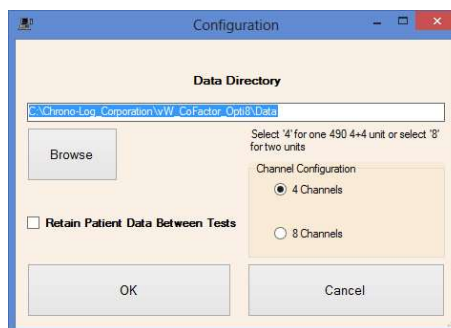 Configuration
Data Directory
C:\Chrono-Log_Corporation\vW_CoFactor_Opti8\Data
Browse
Select '4' for one 490 4+4 unit or select '8'
for two units
Channel Configuration
4 Channels
Retain Patient Data Between Tests
8 Channels
OK
Cancel